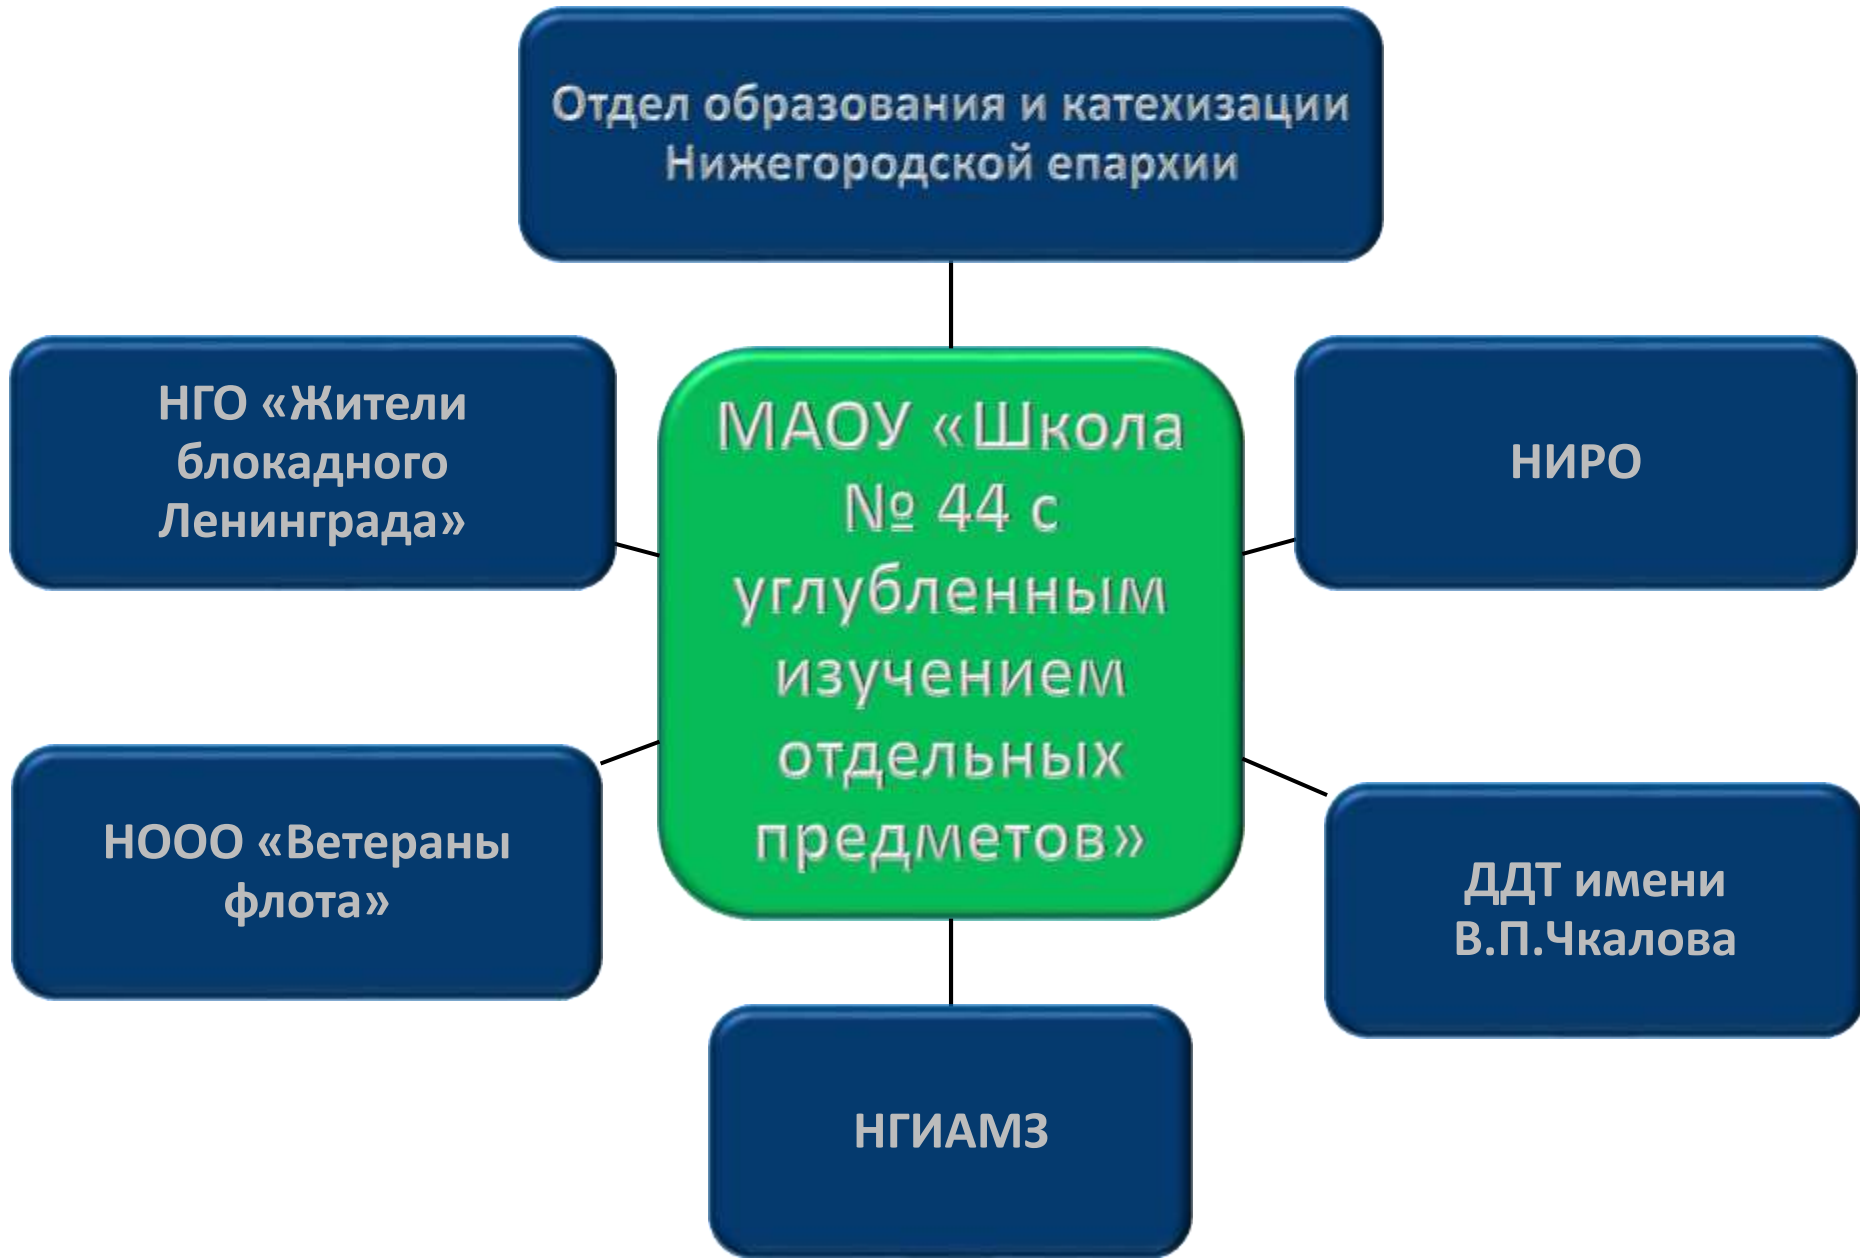 Отдел образования и катехизации
Нижегородской епархии
НГО «Жители
блокадного
Ленинграда»
МАОУ «Школа
№ 44 с
углубленным
изучением
отдельных
предметов»
НИРО
НООО «Ветераны
флота»
ДДТ имени
В.П.Чкалова
НГИАМЗ